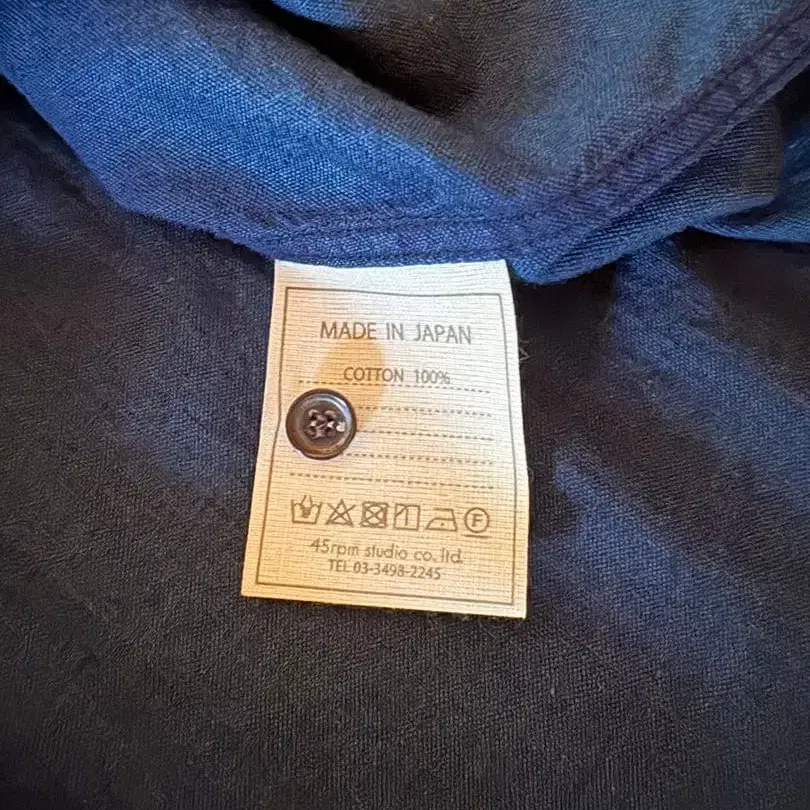 MADE IN JAPAN
COTTON 100%
F
45rpm studio co., ltd.
TEL 03-3498-2245